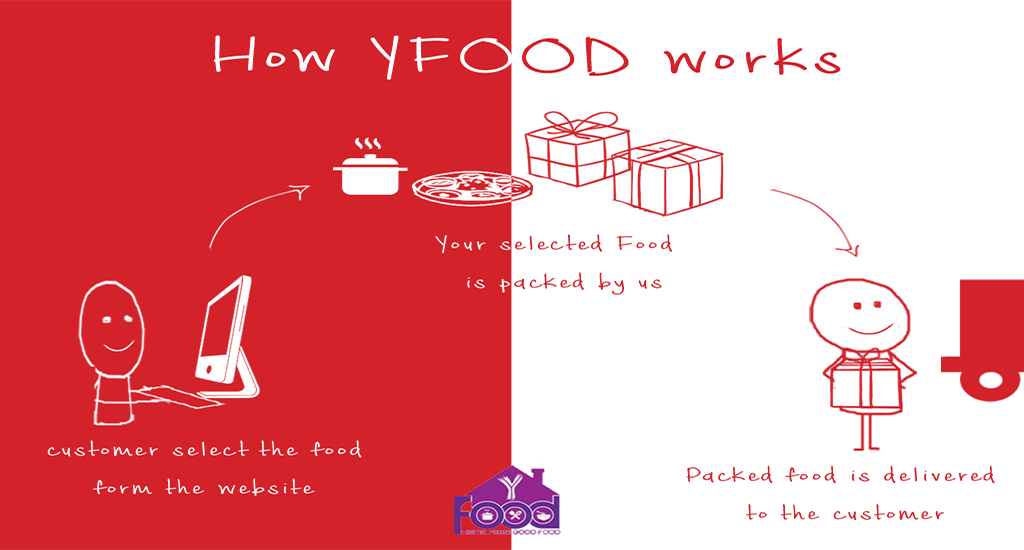 How YFOOD works
Your selected Food
is packed by us
customer select the food
form the website
Packed food is delivered
to the customer
Y
Food